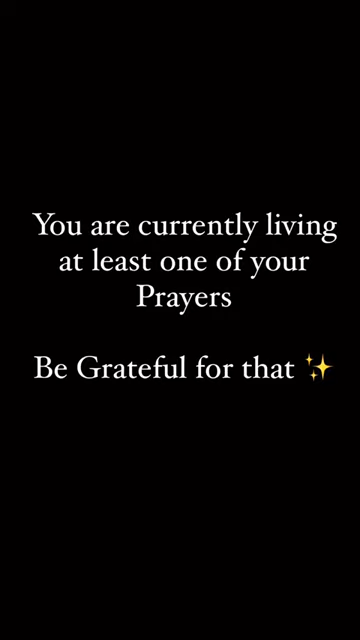 You are currently living
at least one of your
Prayers
Be Grateful for that ✨